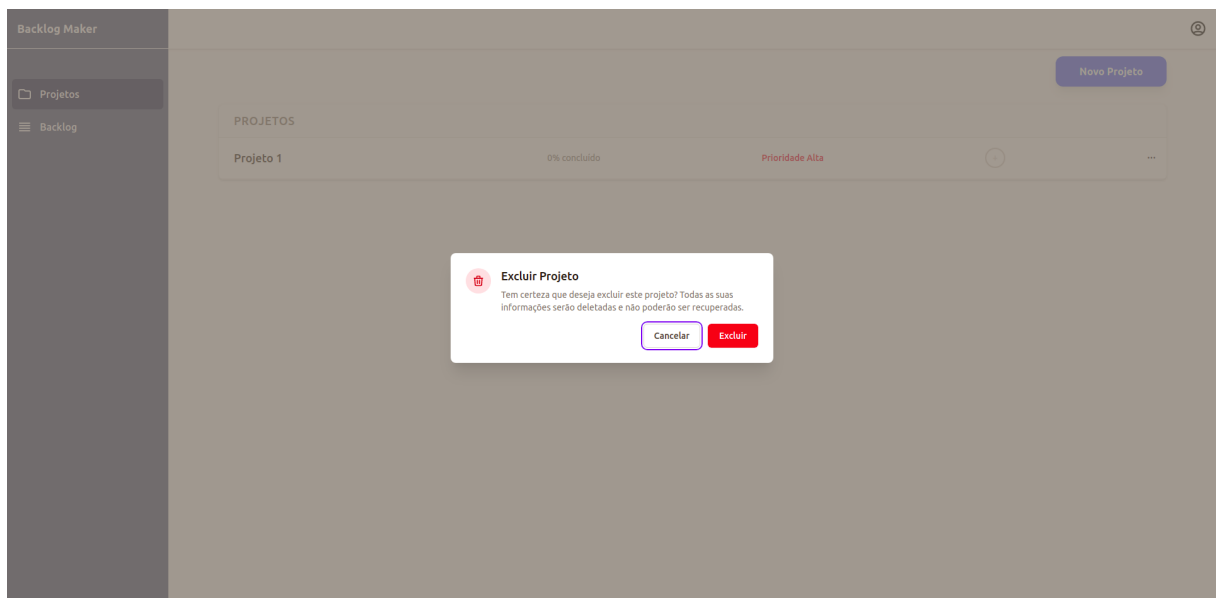 Backlog Maker
Novo Projeto
Projetos
Backlog
PROJETOS
Projeto 1 0% concluído Prioridade Alta ...
Excluir Projeto
Tem certeza que deseja excluir este projeto? Todas as suas
informações serão deletadas e não poderão ser recuperadas.
Cancelar Excluir